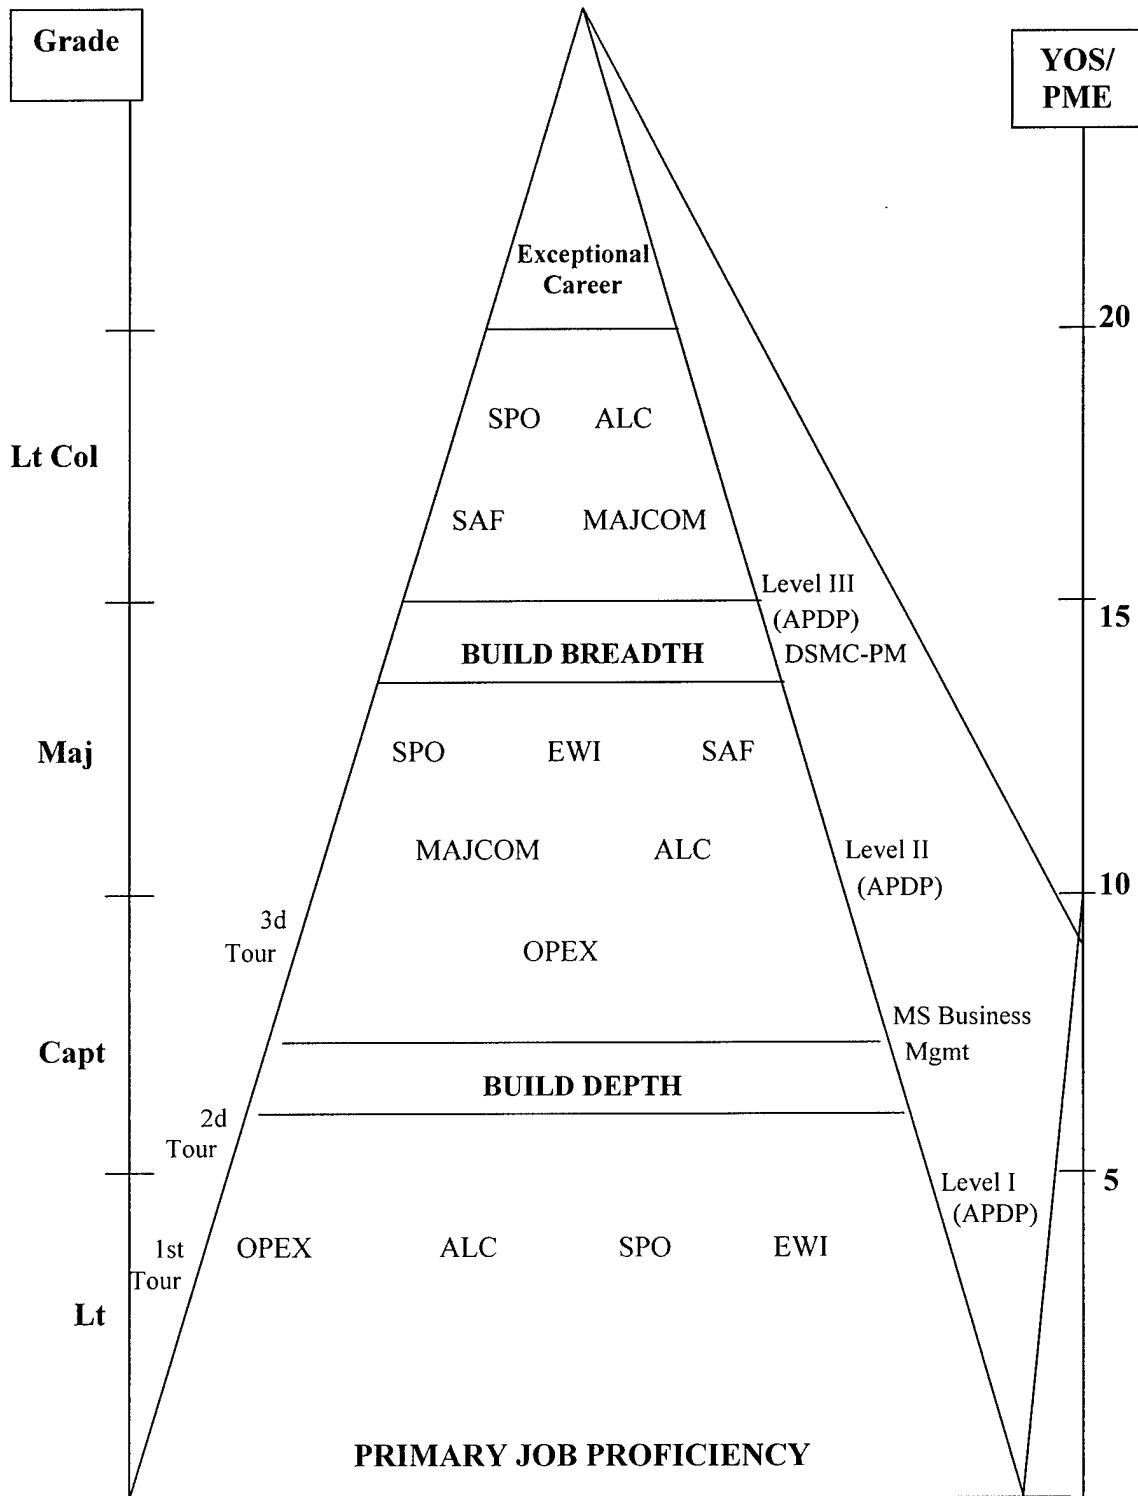 Grade
YOS/
PME
Exceptional
Career
20
SPO ALC
Lt Col
SAF MAJCOM
Level III
(APDP)
15
BUILD BREADTH
DSMC-PM
Maj
SPO EWI SAF
MAJCOM ALC
Level II
(APDP)
10
3d
Tour
OPEX
MS Business
Mgmt
Capt
BUILD DEPTH
2d
Tour
Level I
(APDP)
5
1st
Tour
OPEX ALC SPO EWI
Lt
PRIMARY JOB PROFICIENCY